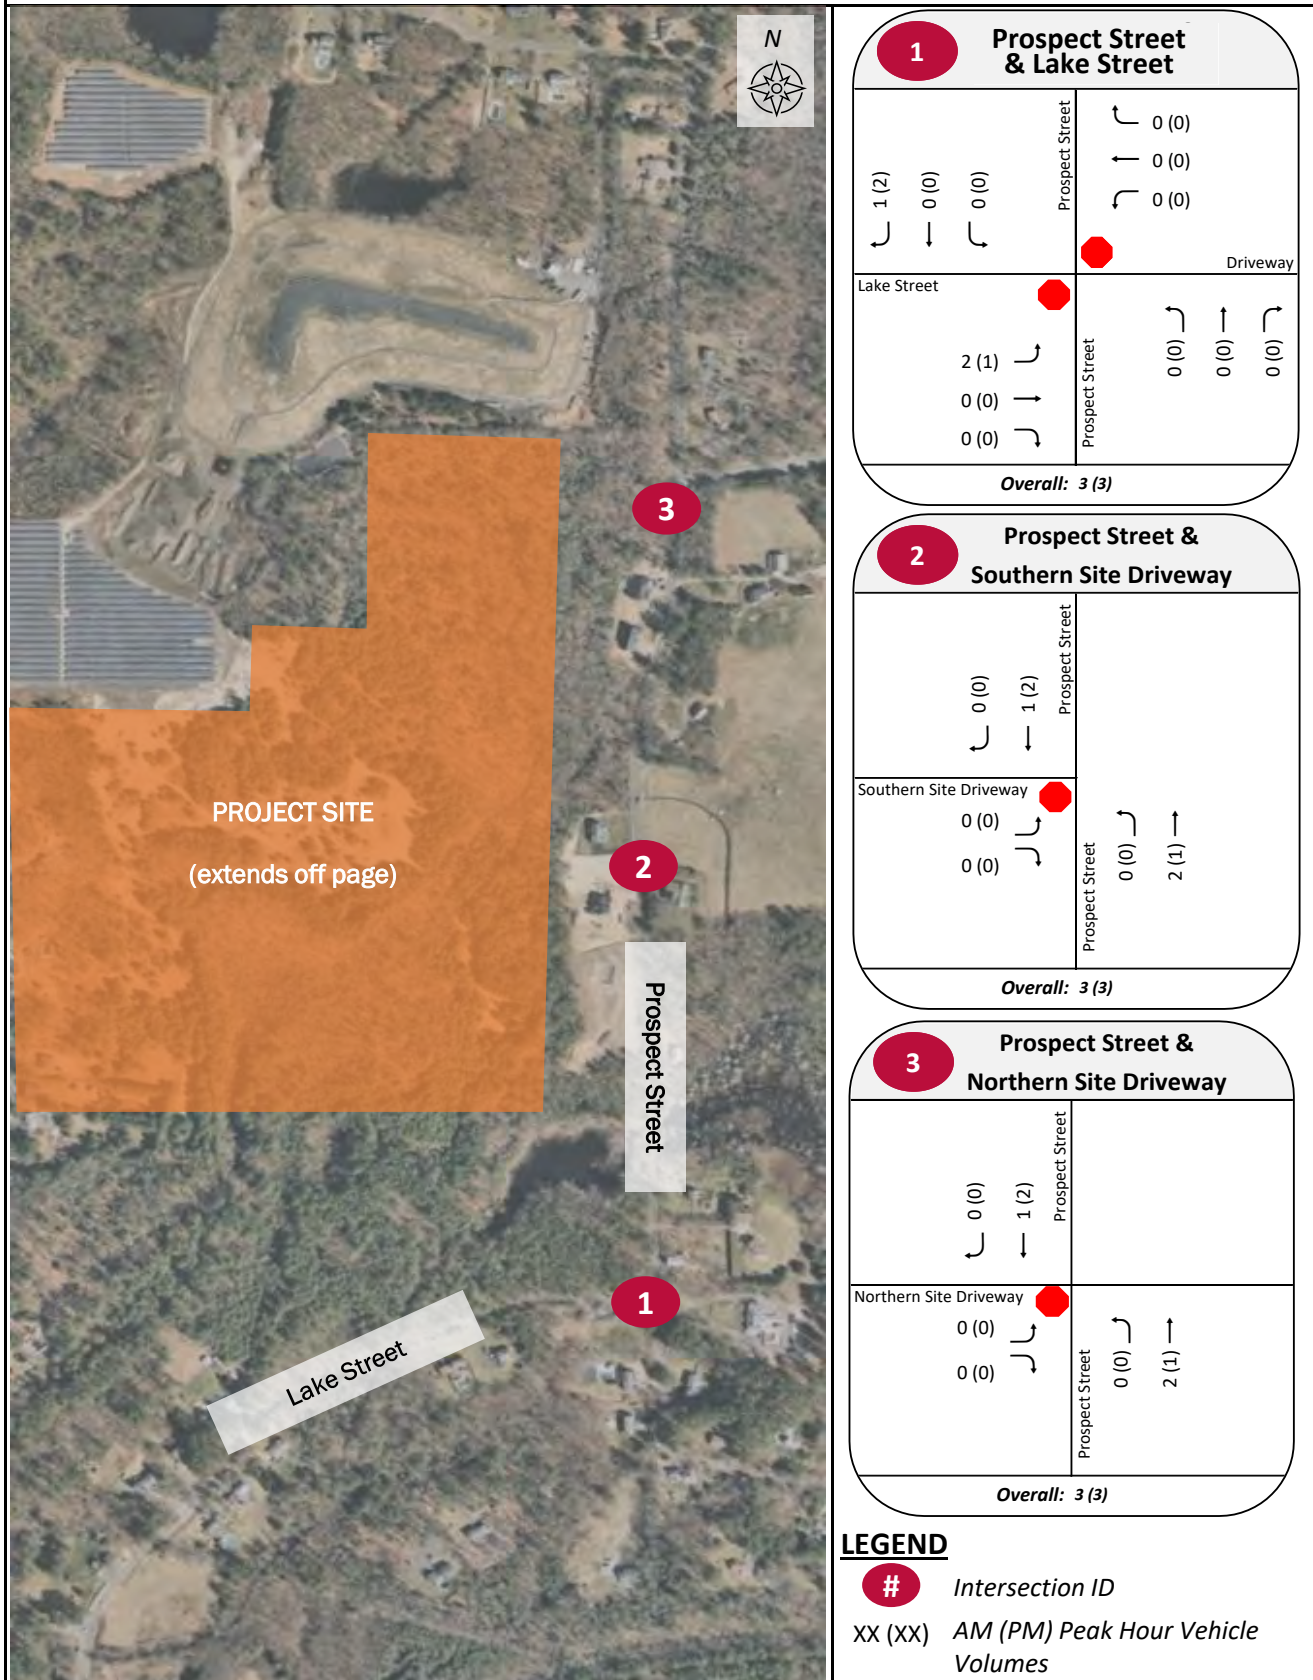 N
3
PROJECT SITE
(extends off page)
2
Prospect Street
1
Lake Street
1
Prospect Street
& Lake Street
1 (2)
0 (0)
0 (0)
Prospect Street
0 (0)
0 (0)
0 (0)
Driveway
Lake Street
2 (1)
0 (0)
0 (0)
Prospect Street
0 (0)
0 (0)
0 (0)
Overall: 3 (3)
2
Prospect Street &
Southern Site Driveway
0 (0)
1 (2)
Prospect Street
Southern Site Driveway
0 (0)
0 (0)
Prospect Street
0 (0)
2 (1)
Overall: 3 (3)
3
Prospect Street &
Northern Site Driveway
0 (0)
1 (2)
Prospect Street
Northern Site Driveway
0 (0)
0 (0)
Prospect Street
0 (0)
2 (1)
Overall: 3 (3)
LEGEND
# Intersection ID
XX (XX) AM (PM) Peak Hour Vehicle
Volumes